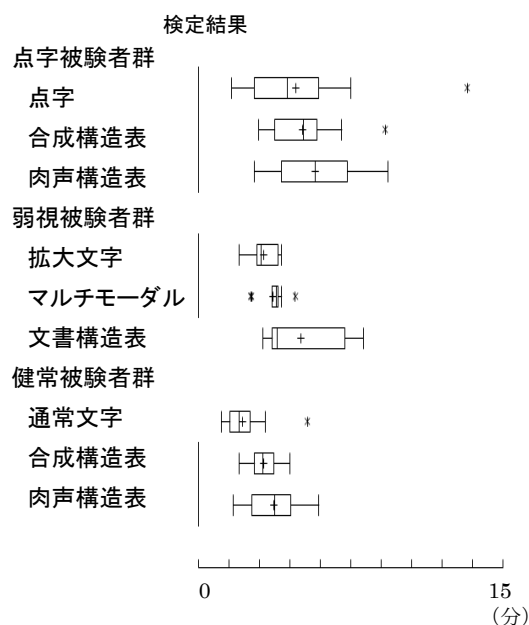 検定結果
点字被験者群
点字
合成構造表
肉声構造表
弱視被験者群
拡大文字
マルチモーダル
文書構造表
健常被験者群
通常文字
合成構造表
肉声構造表
0 15
(分)